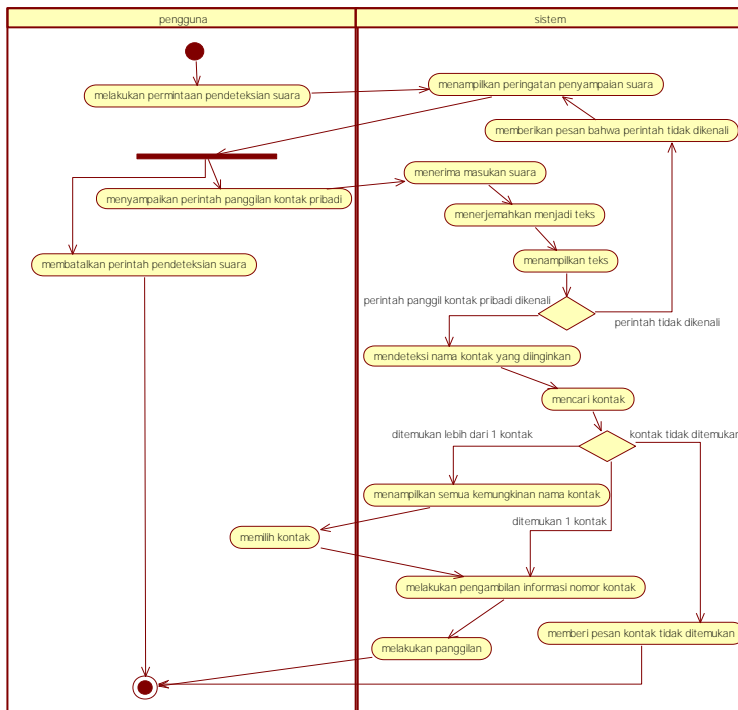 pengguna
sistem
melakukan permintaan pendeteksian suara
menampilkan peringatan penyampaian suara
memberikan pesan bahwa perintah tidak dikenali
menerima masukan suara
menyampaikan perintah panggilan kontak pribadi
menerjemahkan menjadi teks
membatalkan perintah pendeteksian suara
menampilkan teks
perintah panggil kontak pribadi dikenali
perintah tidak dikenali
mendeteksi nama kontak yang diinginkan
mencari kontak
ditemukan lebih dari 1 kontak
kontak tidak ditemukan
menampilkan semua kemungkinan nama kontak
ditemukan 1 kontak
memilih kontak
melakukan pengambilan informasi nomor kontak
memberi pesan kontak tidak ditemukan
melakukan panggilan